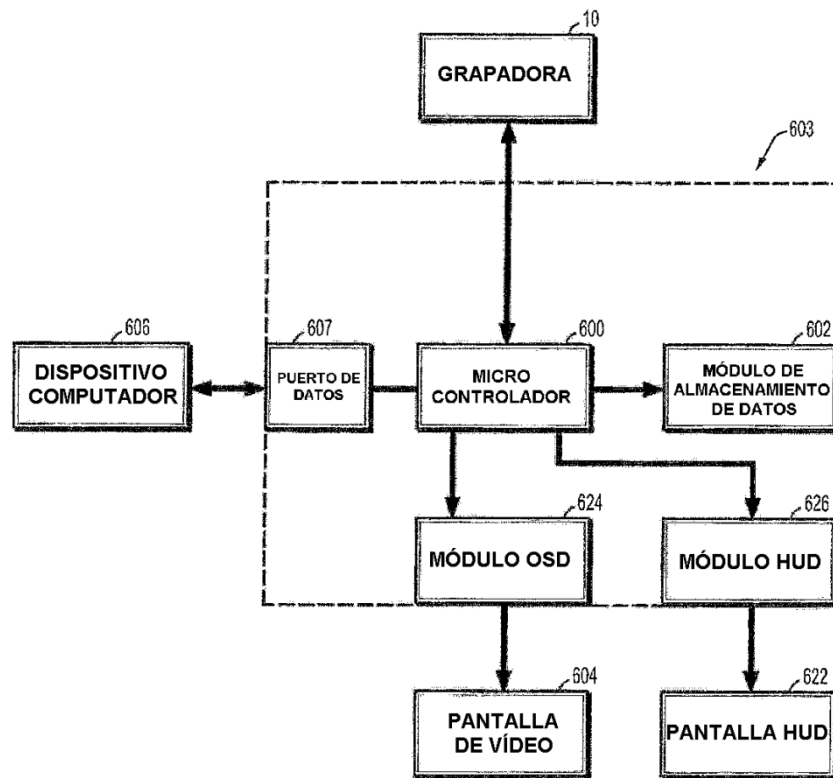 10
GRAPADORA
603
606
DISPOSITIVO
COMPUTADOR
607
PUERTO DE
DATOS
600
MICRO
CONTROLADOR
602
MÓDULO DE
ALMACENAMIENTO
DE DATOS
624
MÓDULO OSD
626
MÓDULO HUD
604
PANTALLA
DE VÍDEO
622
PANTALLA HUD